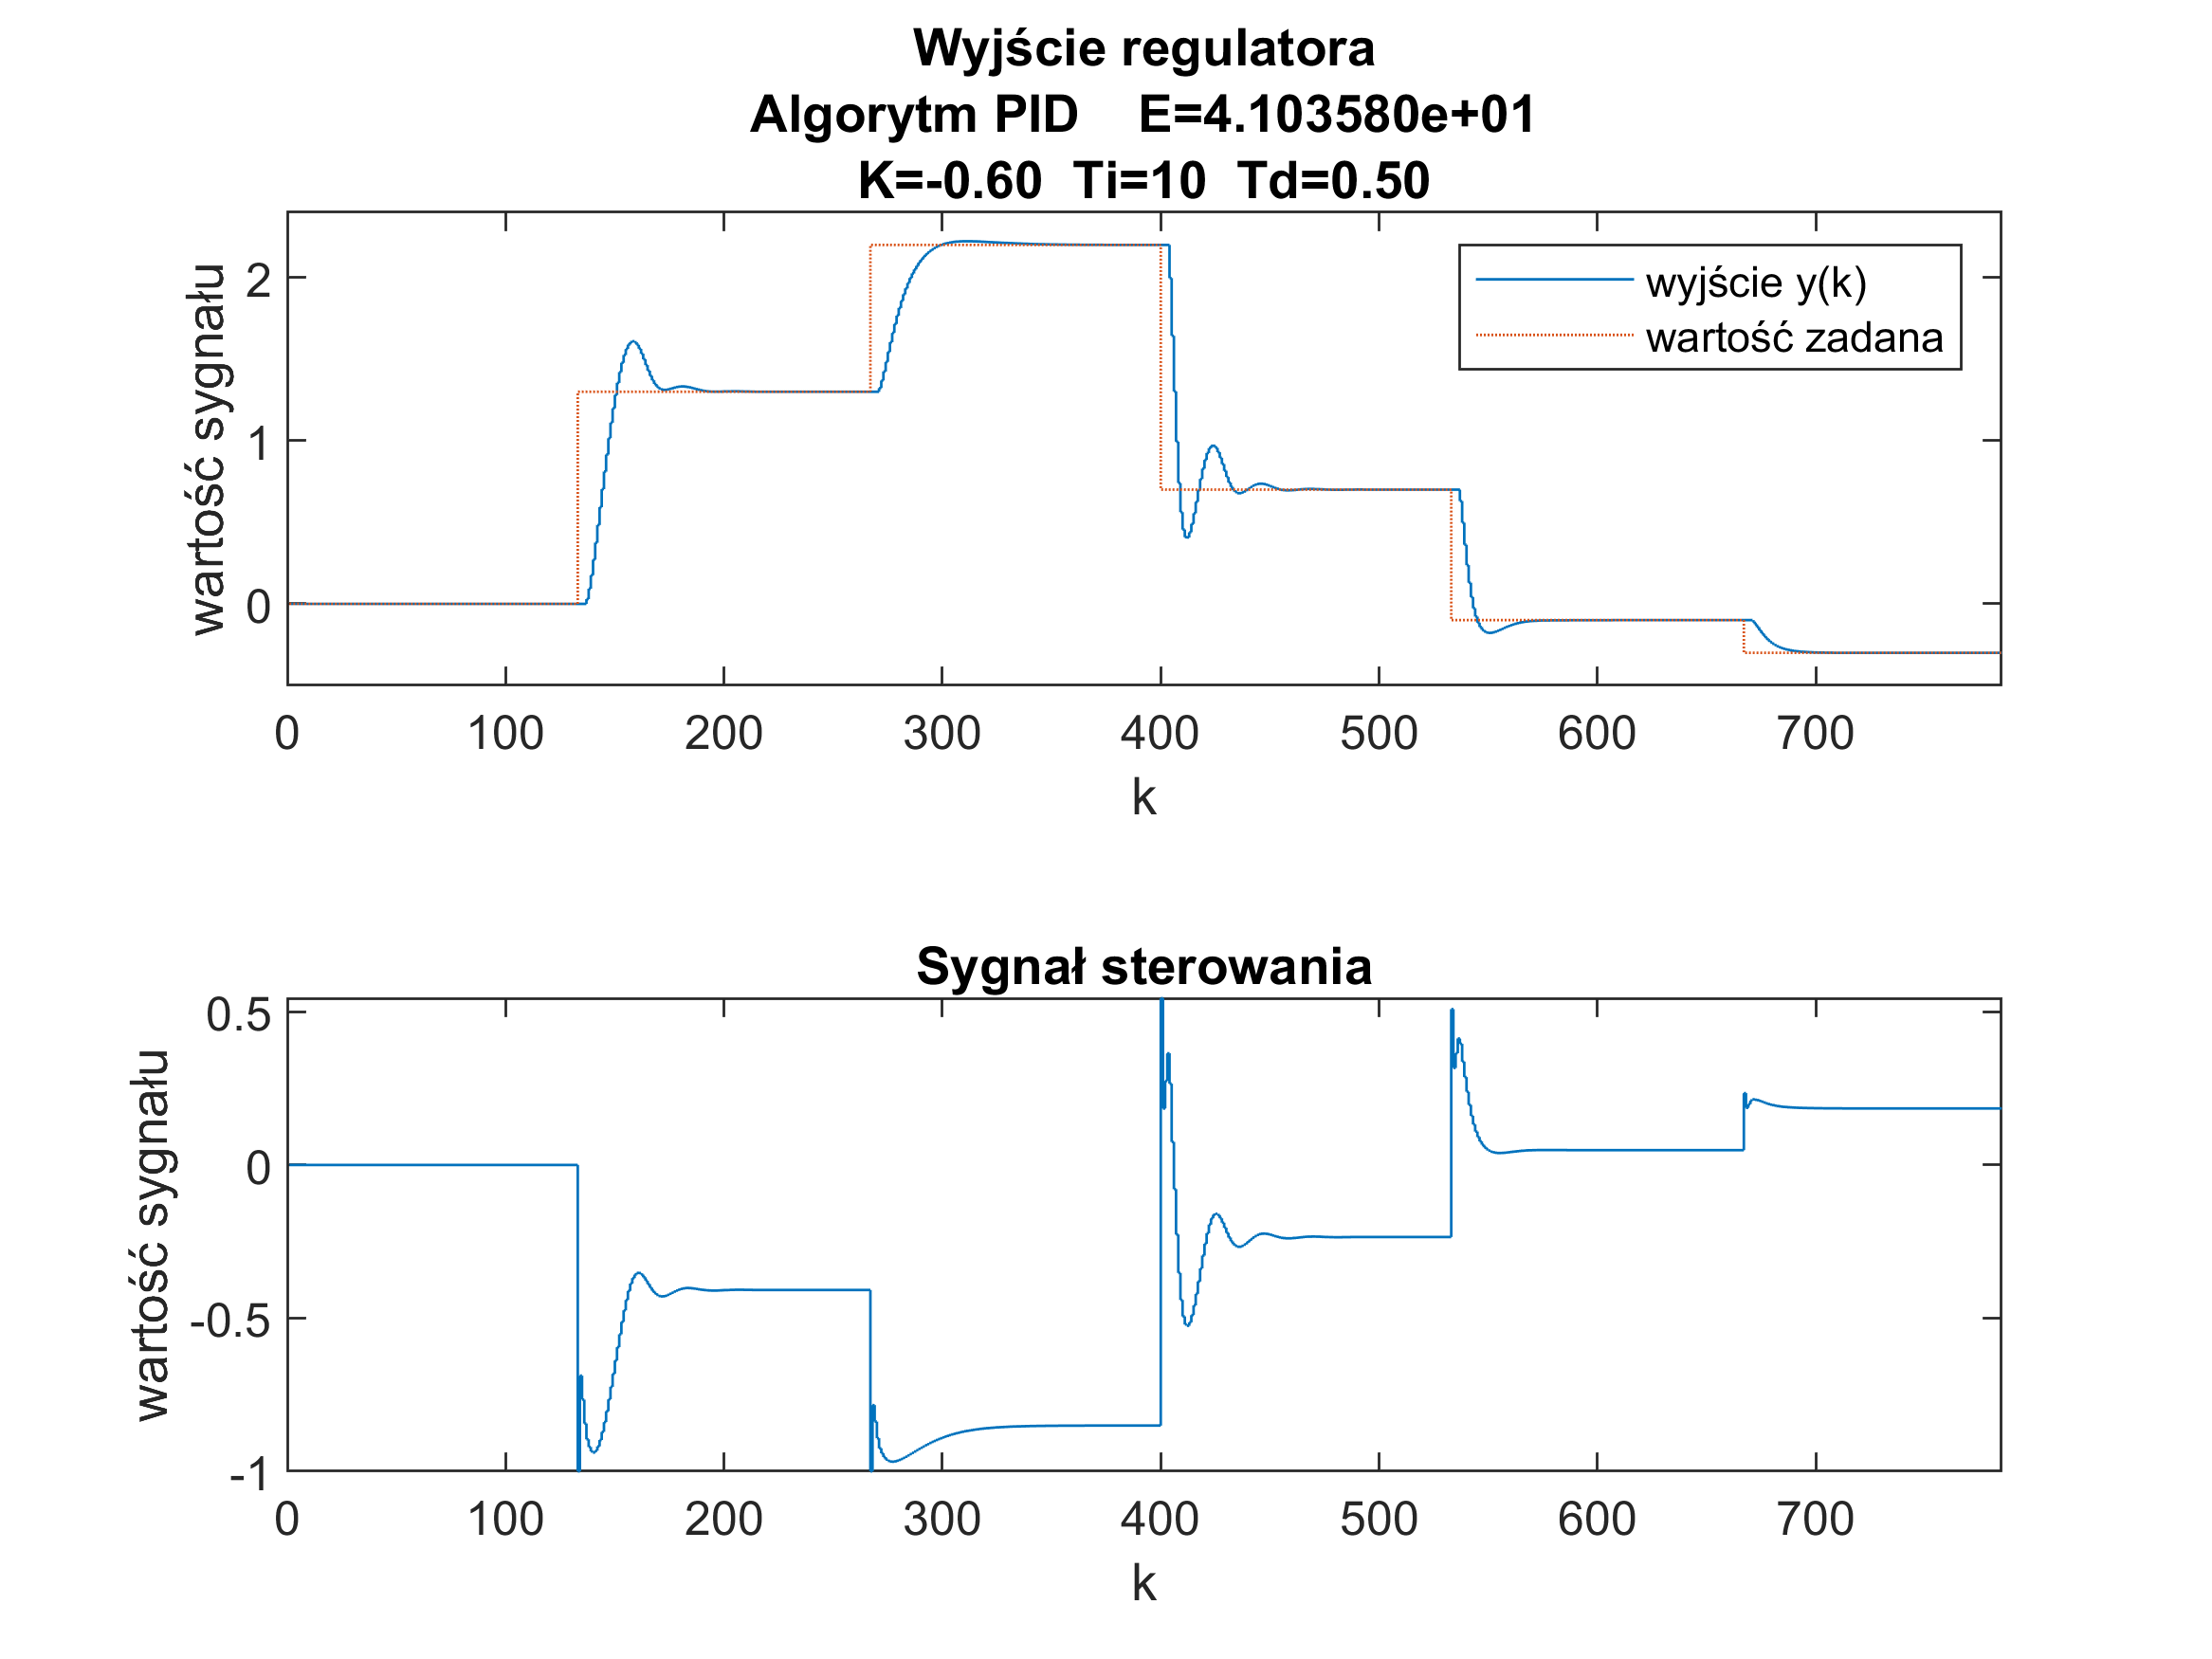 Wyjście regulatora
Algorytm PID E=4.103580e+01
K=-0.60 Ti=10 Td=0.50
wartość sygnału
2
1
0
wyjście y(k)
wartość zadana
0 100 200 300 400 500 600 700
k
Sygnał sterowania
wartość sygnału
0.5
0
-0.5
-1
0 100 200 300 400 500 600 700
k